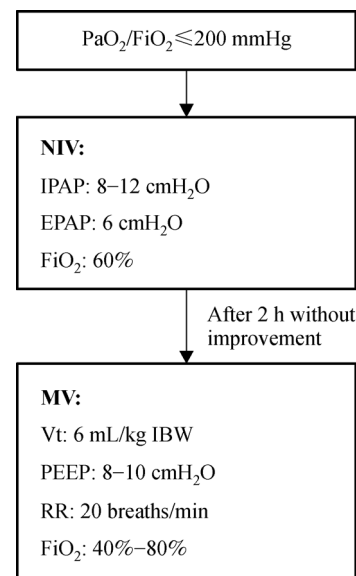 PaO₂/FiO₂≤200 mmHg
NIV:
IPAP: 8−12 cmH₂O
EPAP: 6 cmH₂O
FiO₂: 60%
After 2 h without
improvement
MV:
Vt: 6 mL/kg IBW
PEEP: 8−10 cmH₂O
RR: 20 breaths/min
FiO₂: 40%−80%